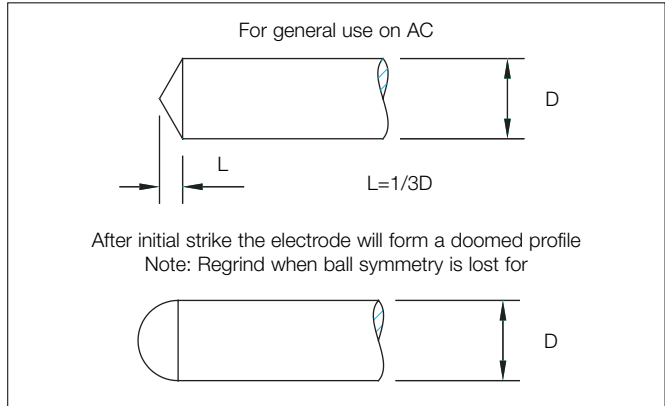 For general use on AC
D
L
L=1/3D
After initial strike the electrode will form a doomed profile
Note: Regrind when ball symmetry is lost for
D